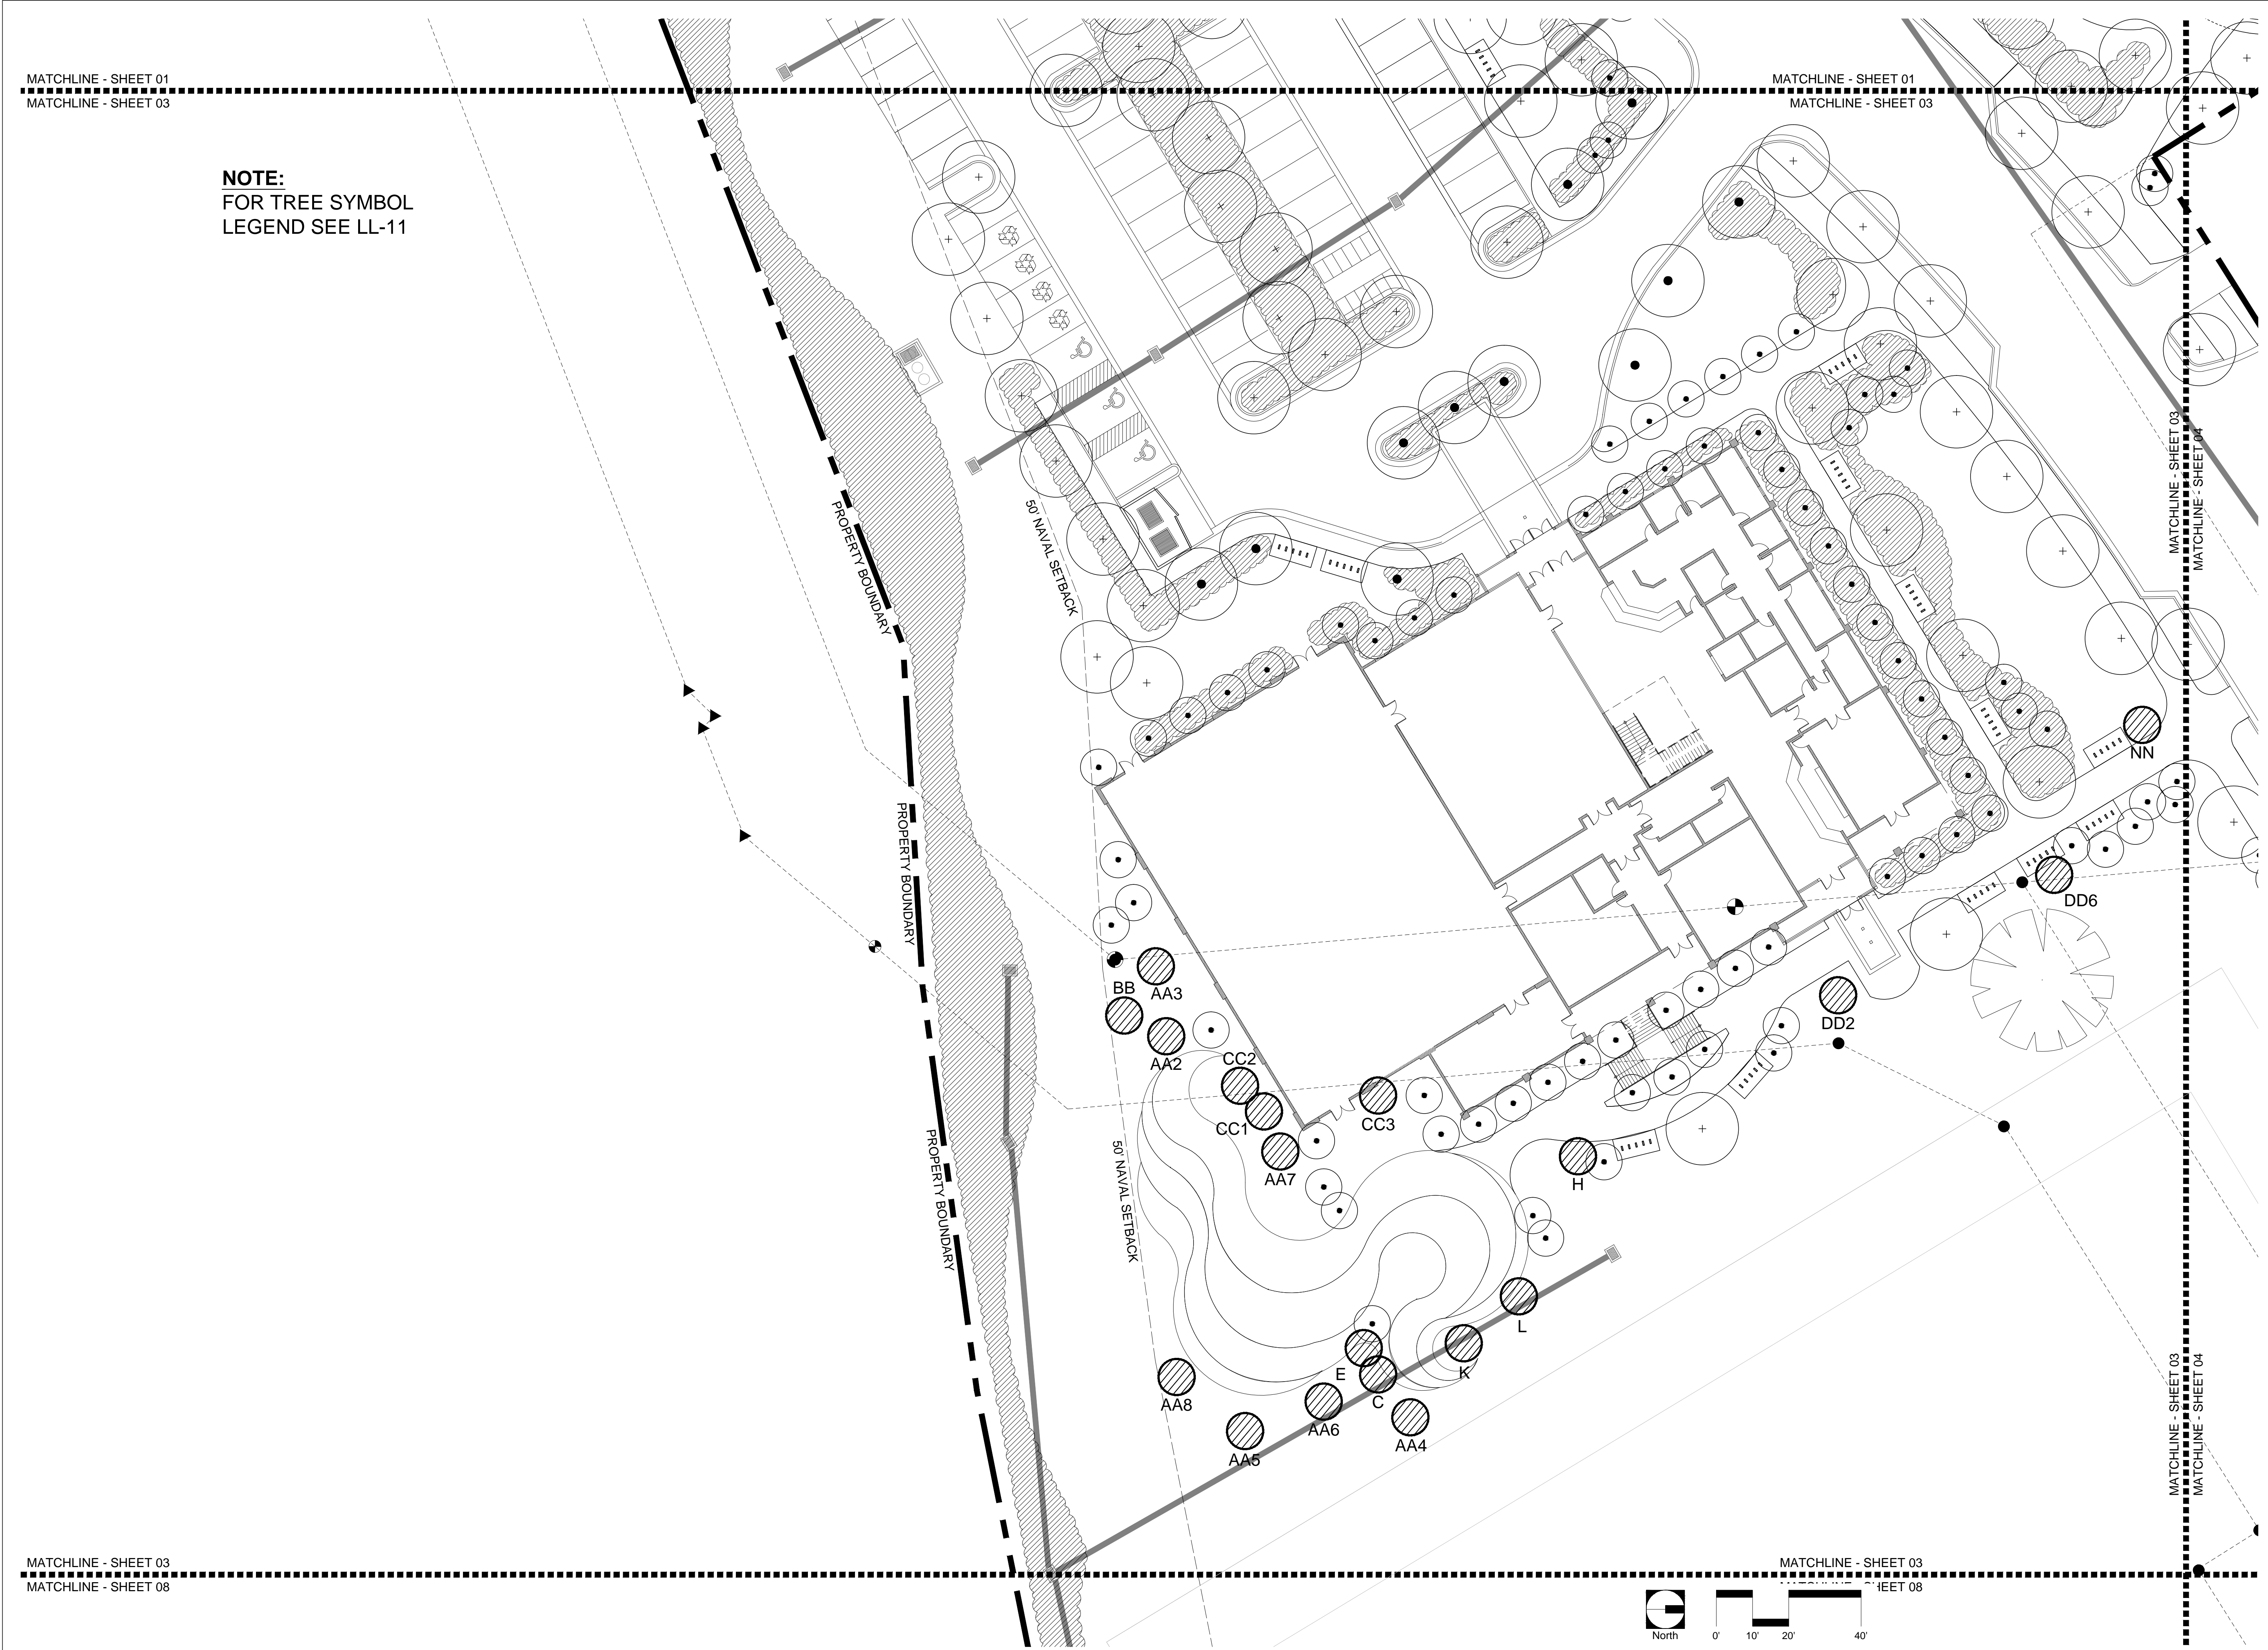 MATCHLINE - SHEET 01
MATCHLINE - SHEET 03
MATCHLINE - SHEET 01
MATCHLINE - SHEET 03
NOTE:
FOR TREE SYMBOL
LEGEND SEE LL-11
MATCHLINE - SHEET 03
MATCHLINE - SHEET 04
PROPERTY BOUNDARY
50' NAVAL SETBACK
NN
PROPERTY BOUNDARY
DD6
BB
AA3
DD2
AA2
CC2
CC1
CC3
AA7
H
PROPERTY BOUNDARY
50' NAVAL SETBACK
L
E
K
C
AA8
AA6
AA4
AA5
MATCHLINE - SHEET 03
MATCHLINE - SHEET 04
MATCHLINE - SHEET 03
MATCHLINE - SHEET 08
MATCHLINE - SHEET 03
HEET 08
North
0' 10' 20' 40'